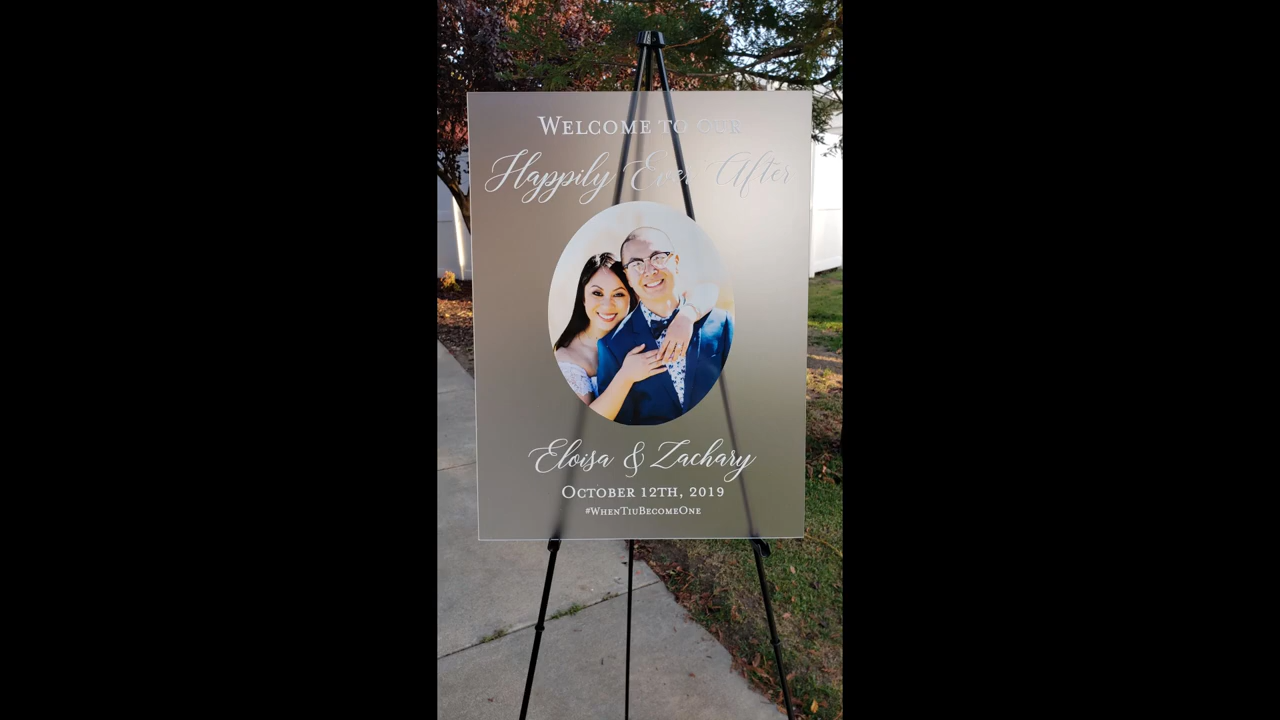 WELCOME TO OUR
Happily Ever After
Eloisa & Zachary
OCTOBER 12TH, 2019
#WHENTIUBECOMEONE